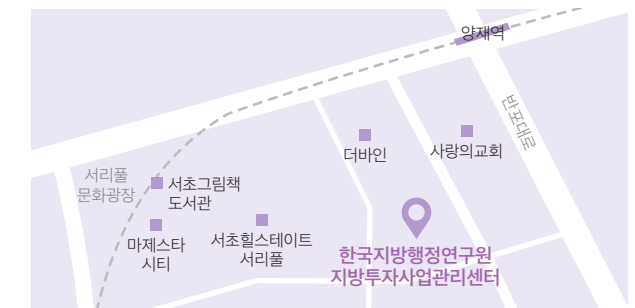 양재역
반포대로
더바인
사랑의교회
서리풀
문화광장
서초그림책
도서관
마제스타
시티
서초힐스테이트
서리풀
한국지방행정연구원
지방투자사업관리센터